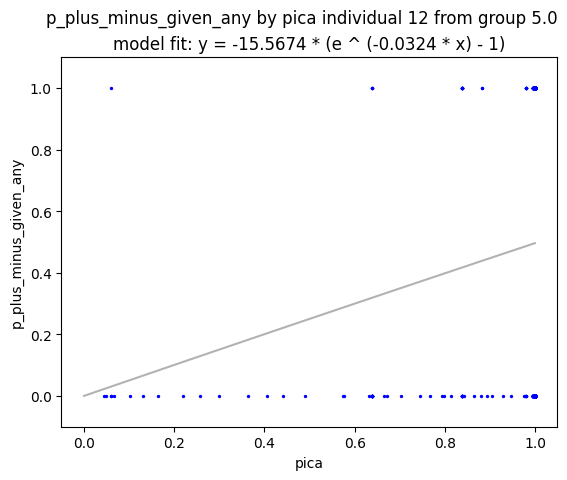 p_plus_minus_given_any by pica individual 12 from group 5.0
model fit: y = -15.5674 * (e ^ (-0.0324 * x) - 1)
p_plus_minus_given_any
1.0
0.8
0.6
0.4
0.2
0.0
0.0 0.2 0.4 0.6 0.8 1.0
pica